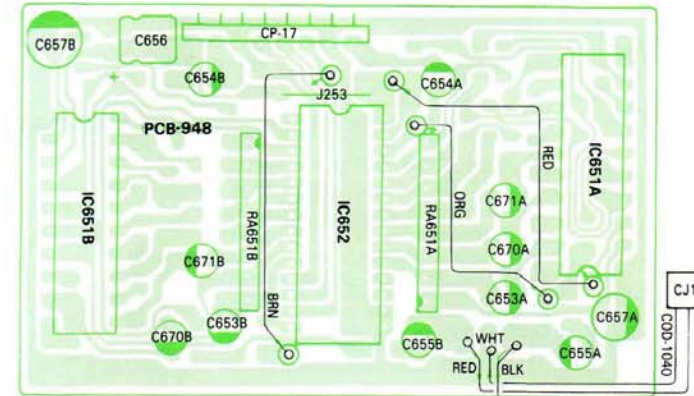 CP-17
C657B
C656
C654B
C654A
J253
PCB-948
IC651B
RA651B
IC652
RA651A
ORG
RED
IC651A
C671A
C670A
C653A
C671B
BRN
C653B
C670B
C655B
WHT
RED
BLK
C655A
C657A
COD-1040
CJ1